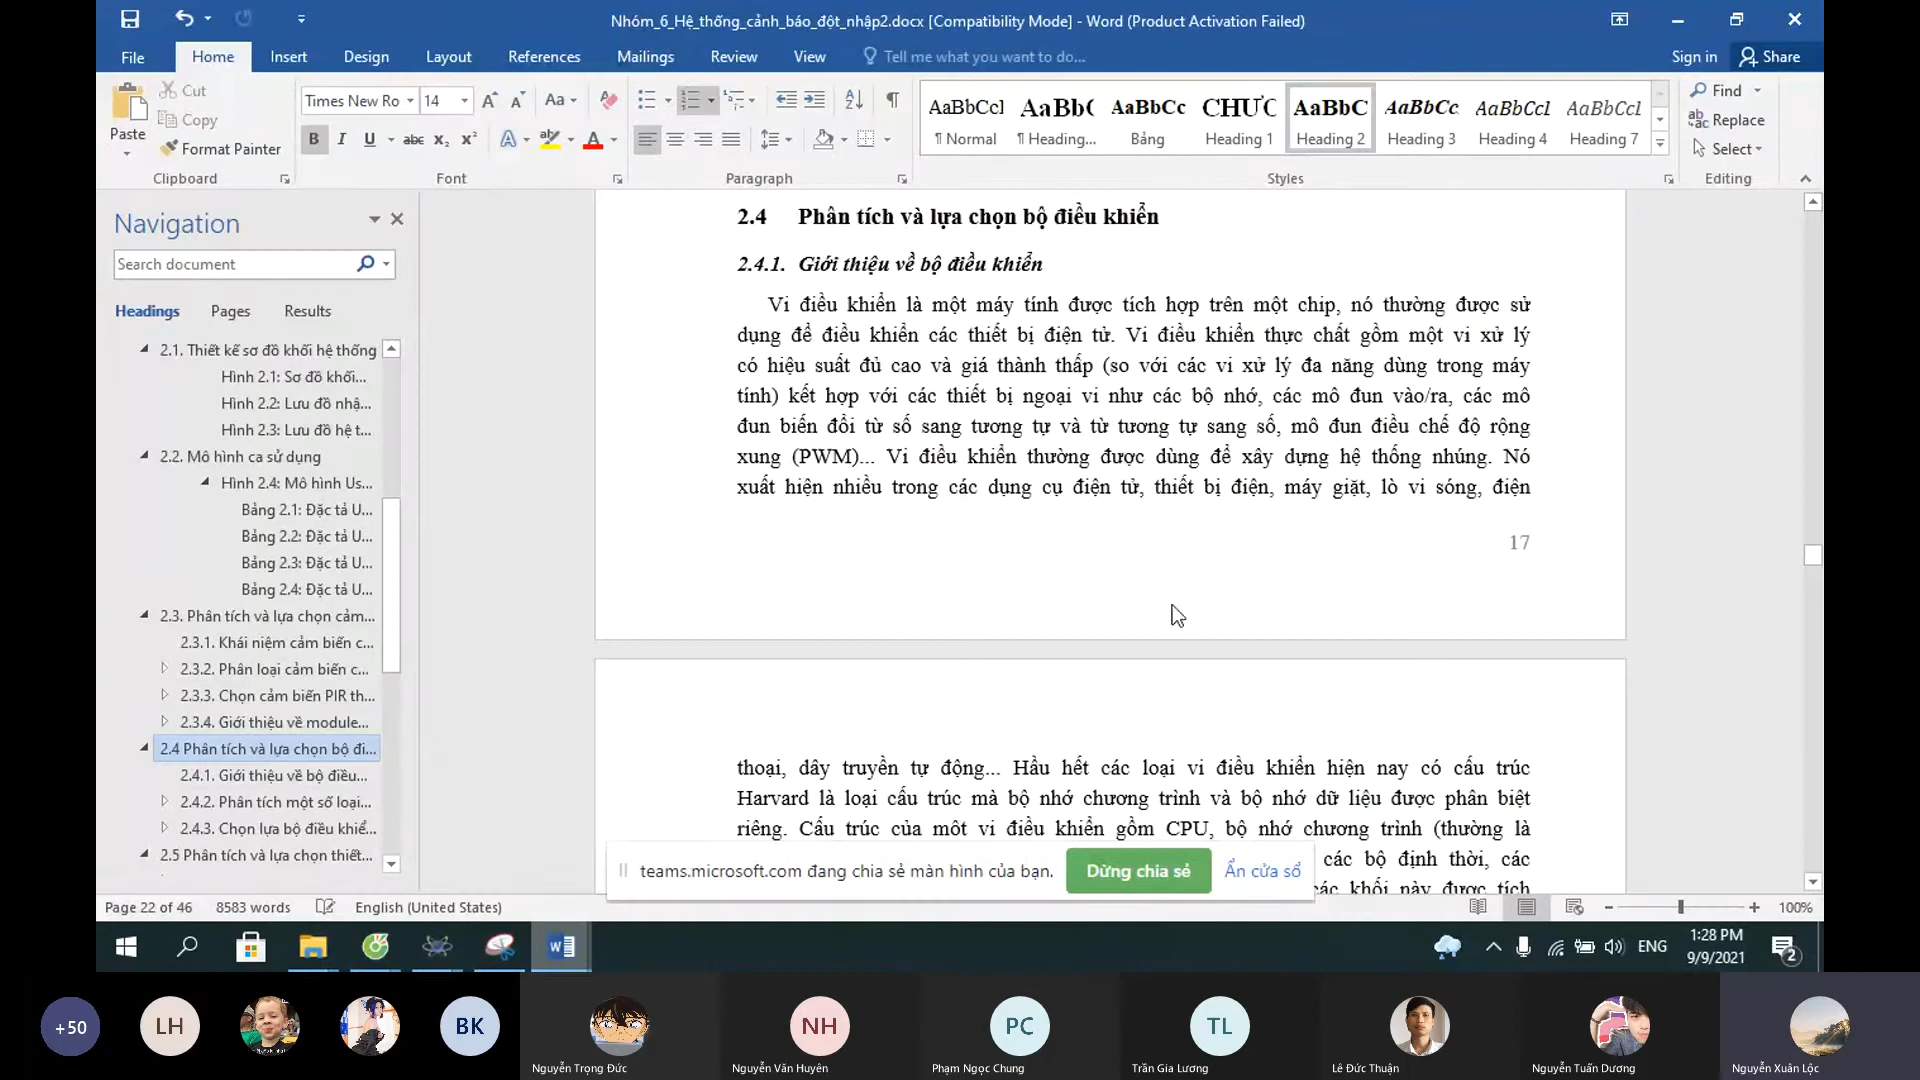 Nhóm_6_Hệ_thống_cảnh_báo_đột_nhập2.docx [Compatibility Mode] - Word (Product Activation Failed)
File Home Insert Design Layout References Mailings Review View Tell me what you want to do... Sign in Share
Paste
Cut
Copy
Format Painter
Clipboard
Times New Ro 14
Font
Paragraph
AaBbCcI AaBb( AaBbCc CHƯC AaBbC AaBbCc AaBbCcI AaBbCcI
¶ Normal ¶ Heading... Bảng Heading 1 Heading 2 Heading 3 Heading 4 Heading 7
Styles
Find
Replace
Select
Editing
Navigation
Search document
Headings Pages Results
2.1. Thiết kế sơ đồ khối hệ thống
Hình 2.1: Sơ đồ khối...
Hình 2.2: Lưu đồ nhậ...
Hình 2.3: Lưu đồ hệ t...
2.2. Mô hình ca sử dụng
Hình 2.4: Mô hình Us...
Bảng 2.1: Đặc tả U...
Bảng 2.2: Đặc tả U...
Bảng 2.3: Đặc tả U...
Bảng 2.4: Đặc tả U...
2.3. Phân tích và lựa chọn cảm...
2.3.1. Khái niệm cảm biến c...
2.3.2. Phân loại cảm biến c...
2.3.3. Chọn cảm biến PIR th...
2.3.4. Giới thiệu về module...
2.4 Phân tích và lựa chọn bộ đi...
2.4.1. Giới thiệu về bộ điều...
2.4.2. Phân tích một số loại...
2.4.3. Chọn lựa bộ điều khiể...
2.5 Phân tích và lựa chọn thiết...
2.4 Phân tích và lựa chọn bộ điều khiển
2.4.1. Giới thiệu về bộ điều khiển
Vi điều khiển là một máy tính được tích hợp trên một chip, nó thường được sử
dụng để điều khiển các thiết bị điện tử. Vi điều khiển thực chất gồm một vi xử lý
có hiệu suất đủ cao và giá thành thấp (so với các vi xử lý đa năng dùng trong máy
tính) kết hợp với các thiết bị ngoại vi như các bộ nhớ, các mô đun vào/ra, các mô
đun biến đổi từ số sang tương tự và từ tương tự sang số, mô đun điều chế độ rộng
xung (PWM)... Vi điều khiển thường được dùng để xây dựng hệ thống nhúng. Nó
xuất hiện nhiều trong các dụng cụ điện tử, thiết bị điện, máy giặt, lò vi sóng, điện
17
thoại, dây truyền tự động... Hầu hết các loại vi điều khiển hiện nay có cấu trúc
Harvard là loại cấu trúc mà bộ nhớ chương trình và bộ nhớ dữ liệu được phân biệt
riêng. Cấu trúc của môt vi điều khiển gồm CPU, bộ nhớ chương trình (thường là
các bộ định thời, các
các khối này được tích
teams.microsoft.com đang chia sẻ màn hình của bạn. Dừng chia sẻ Ẩn cửa sổ
Page 22 of 46 8583 words English (United States) 100%
ENG 1:28 PM
9/9/2021 2
+50 LH BK NH PC TL
Nguyễn Trọng Đức Nguyễn Văn Huyên Phạm Ngọc Chung Trần Gia Lương Lê Đức Thuận Nguyễn Tuấn Dương Nguyễn Xuân Lộc